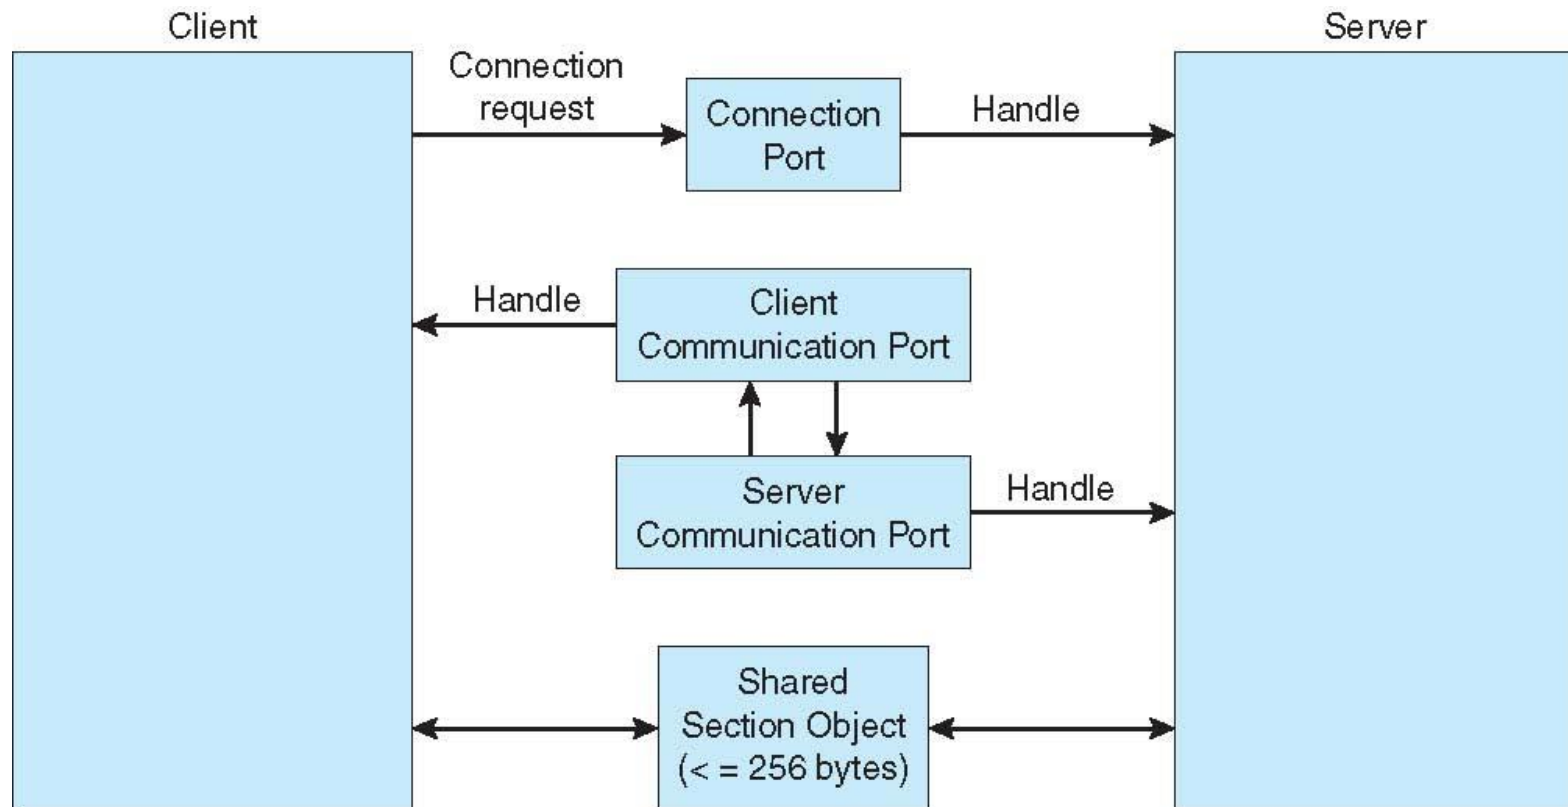 Client
Server
Connection
request
Connection
Port
Handle
Handle
Client
Communication Port
Server
Communication Port
Handle
Shared
Section Object
(< = 256 bytes)